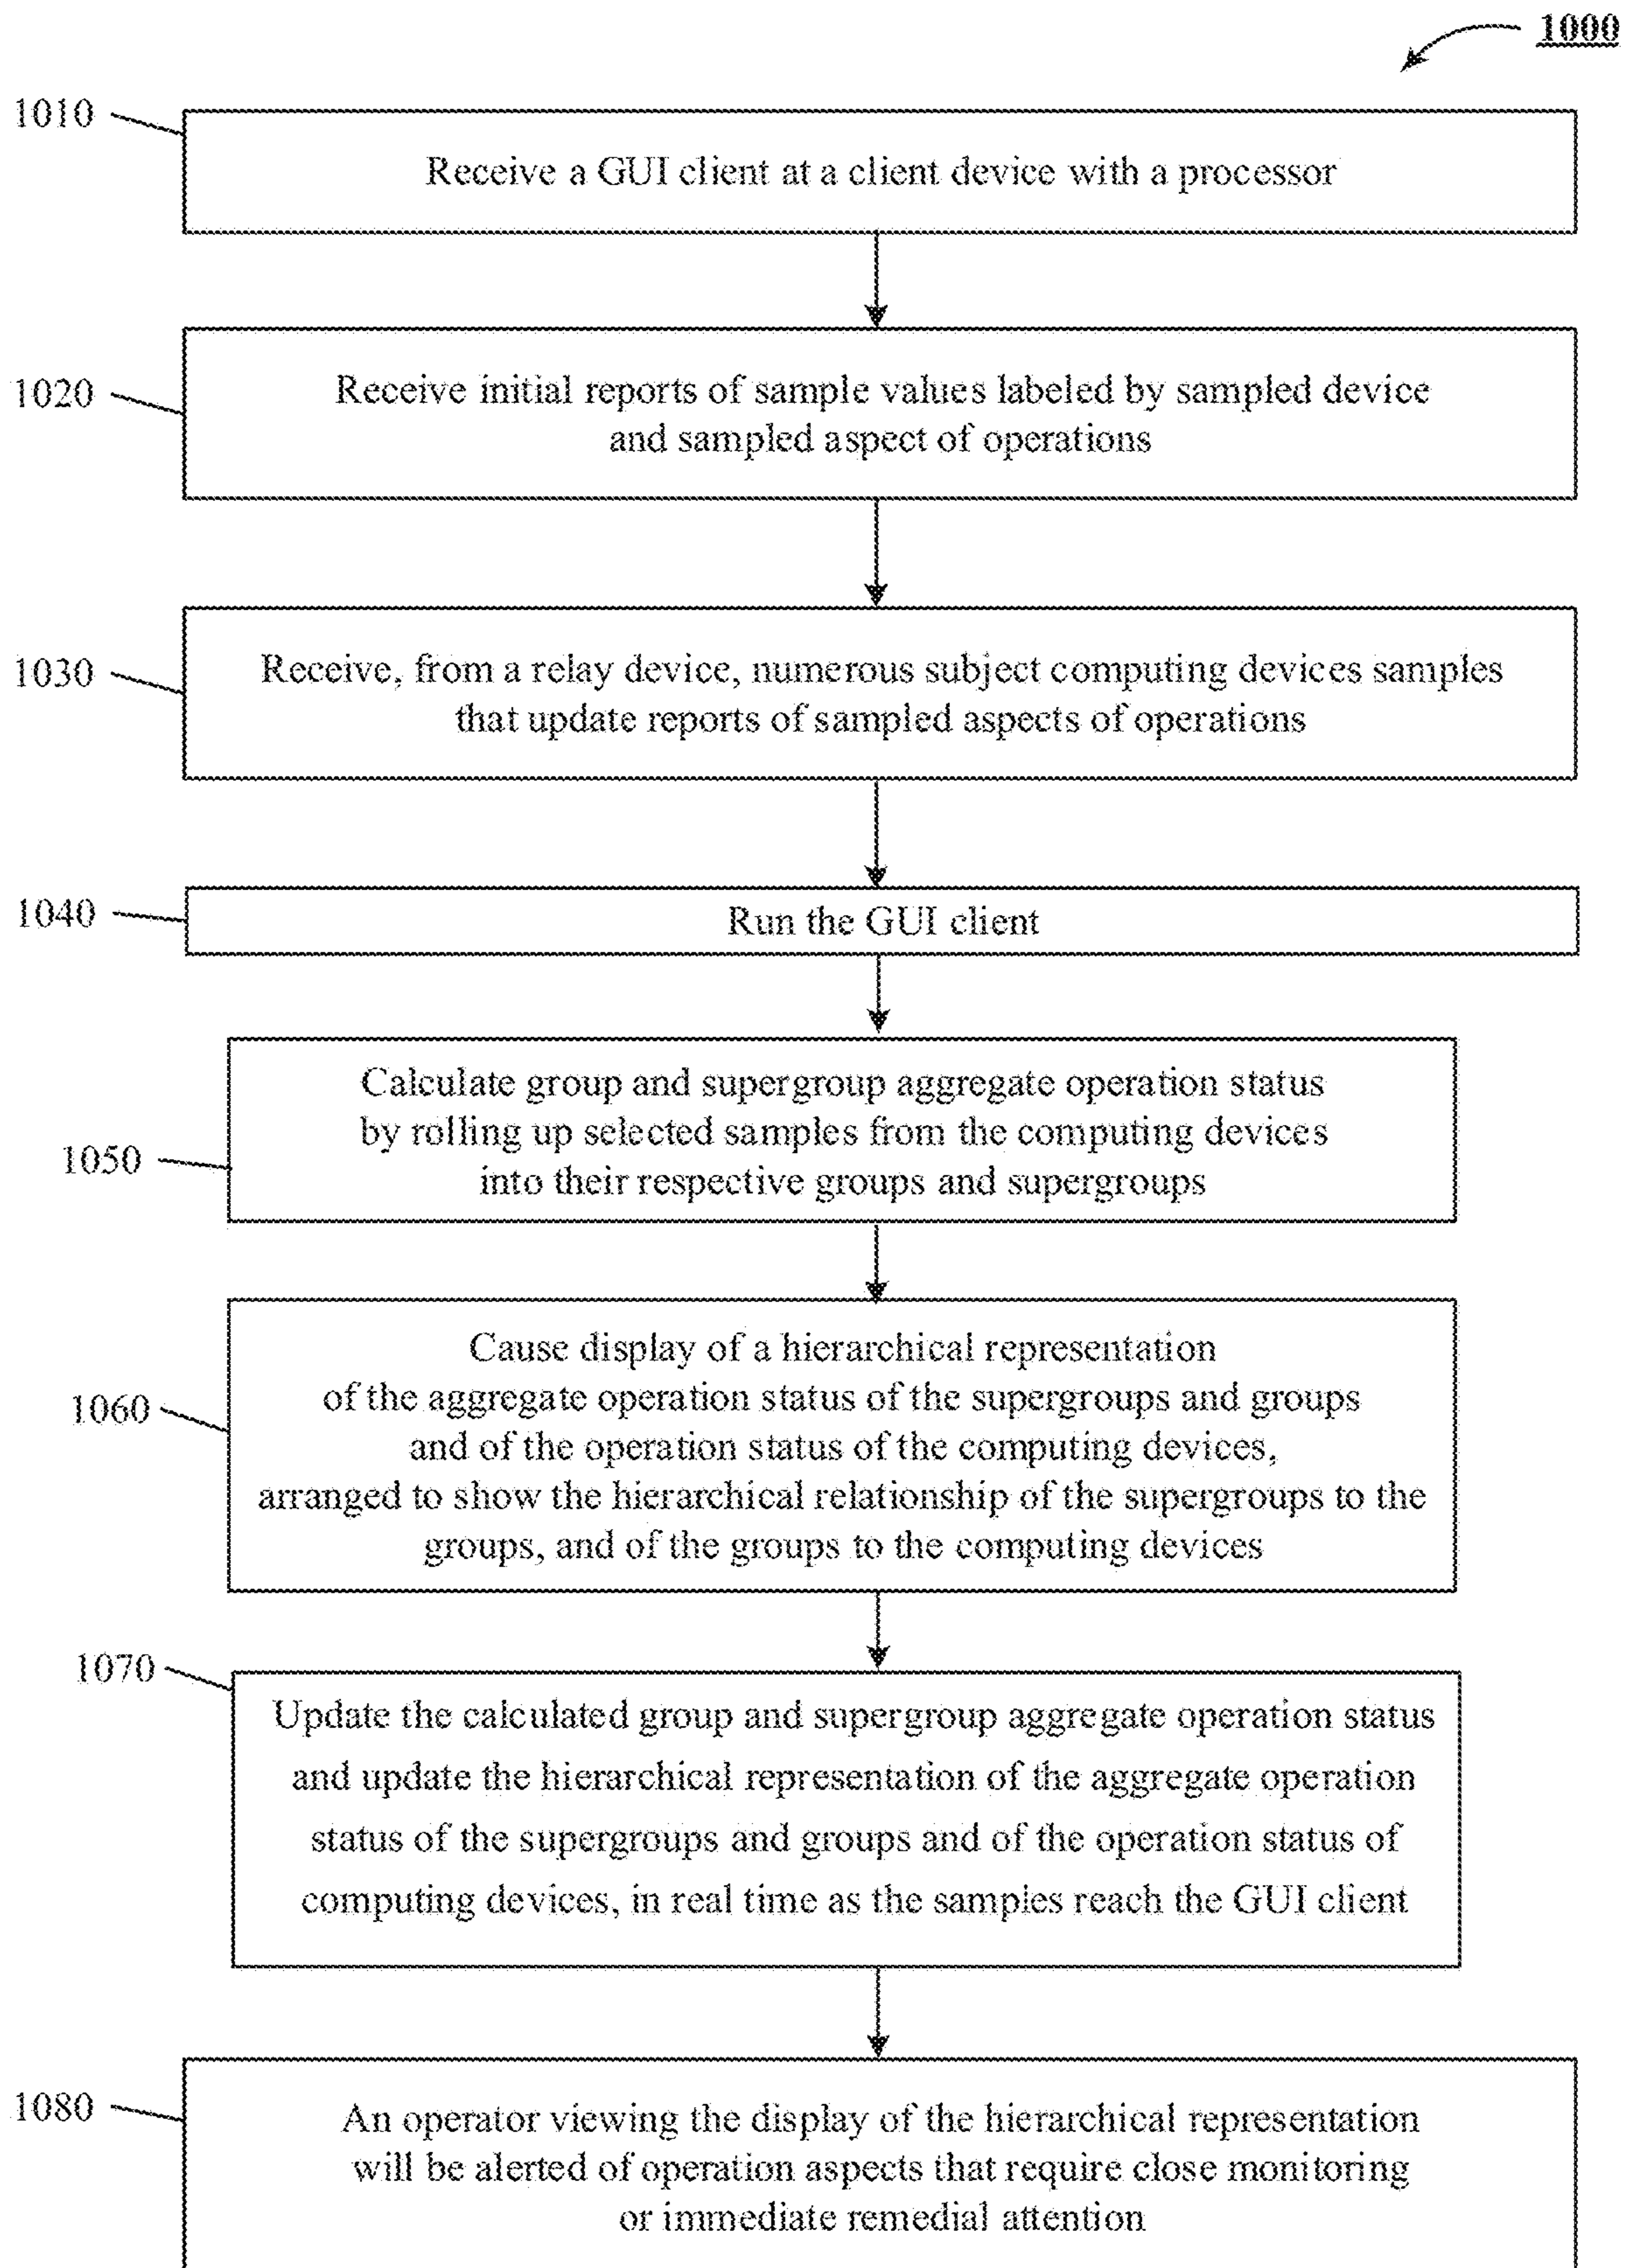 1000
1010
Receive a GUI client at a client device with a processor
1020
Receive initial reports of sample values labeled by sampled device
and sampled aspect of operations
1030
Receive, from a relay device, numerous subject computing devices samples
that update reports of sampled aspects of operations
1040
Run the GUI client
1050
Calculate group and supergroup aggregate operation status
by rolling up selected samples from the computing devices
into their respective groups and supergroups
1060
Cause display of a hierarchical representation
of the aggregate operation status of the supergroups and groups
and of the operation status of the computing devices,
arranged to show the hierarchical relationship of the supergroups to the
groups, and of the groups to the computing devices
1070
Update the calculated group and supergroup aggregate operation status
and update the hierarchical representation of the aggregate operation
status of the supergroups and groups and of the operation status of
computing devices, in real time as the samples reach the GUI client
1080
An operator viewing the display of the hierarchical representation
will be alerted of operation aspects that require close monitoring
or immediate remedial attention